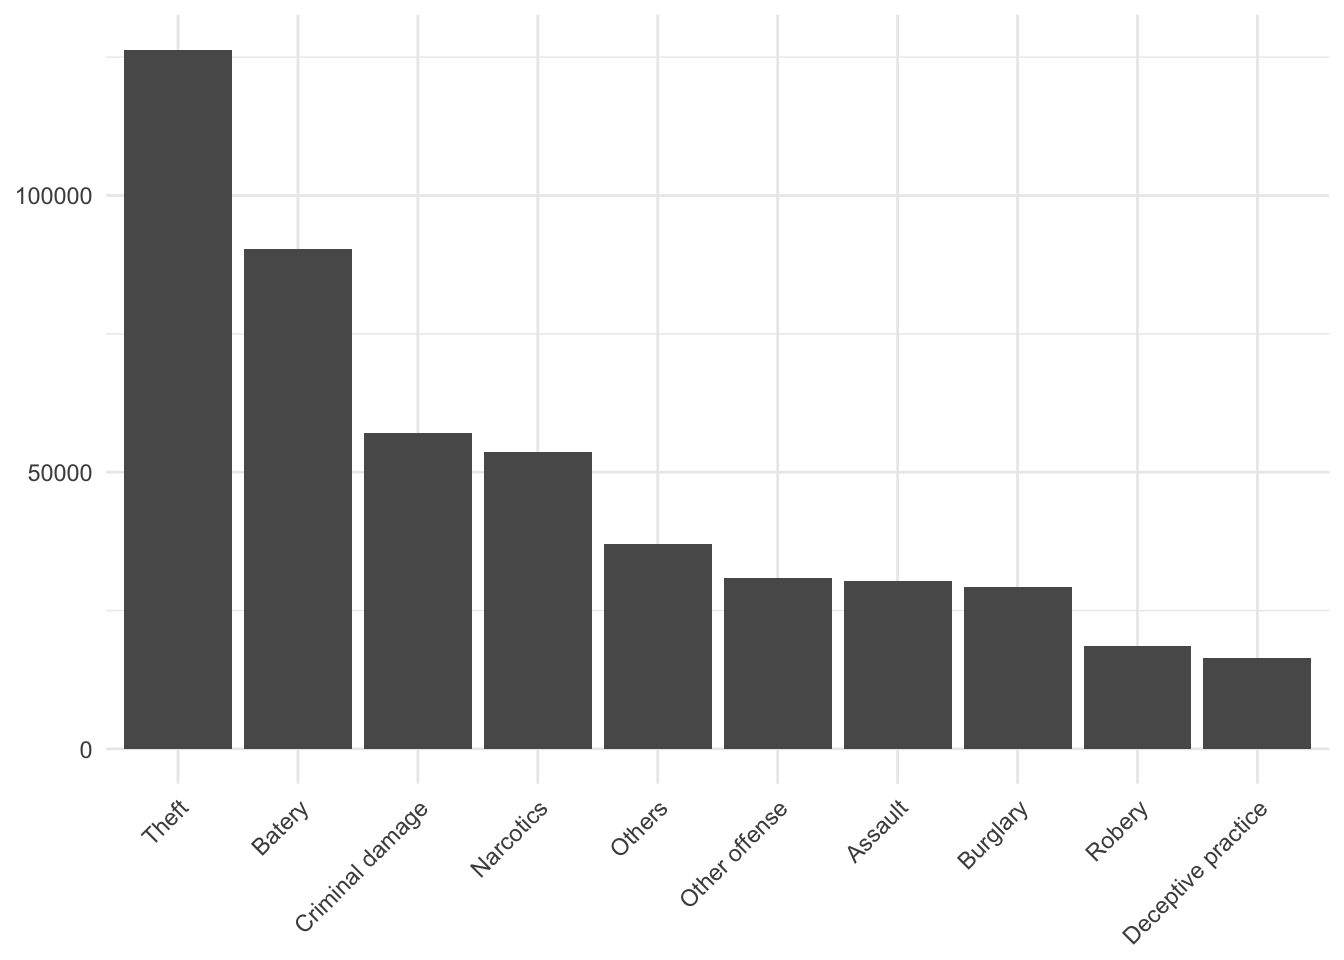 100000
50000
0
Theft
Batery
Criminal damage
Narcotics
Others
Other offense
Assault
Burglary
Robery
Deceptive practice